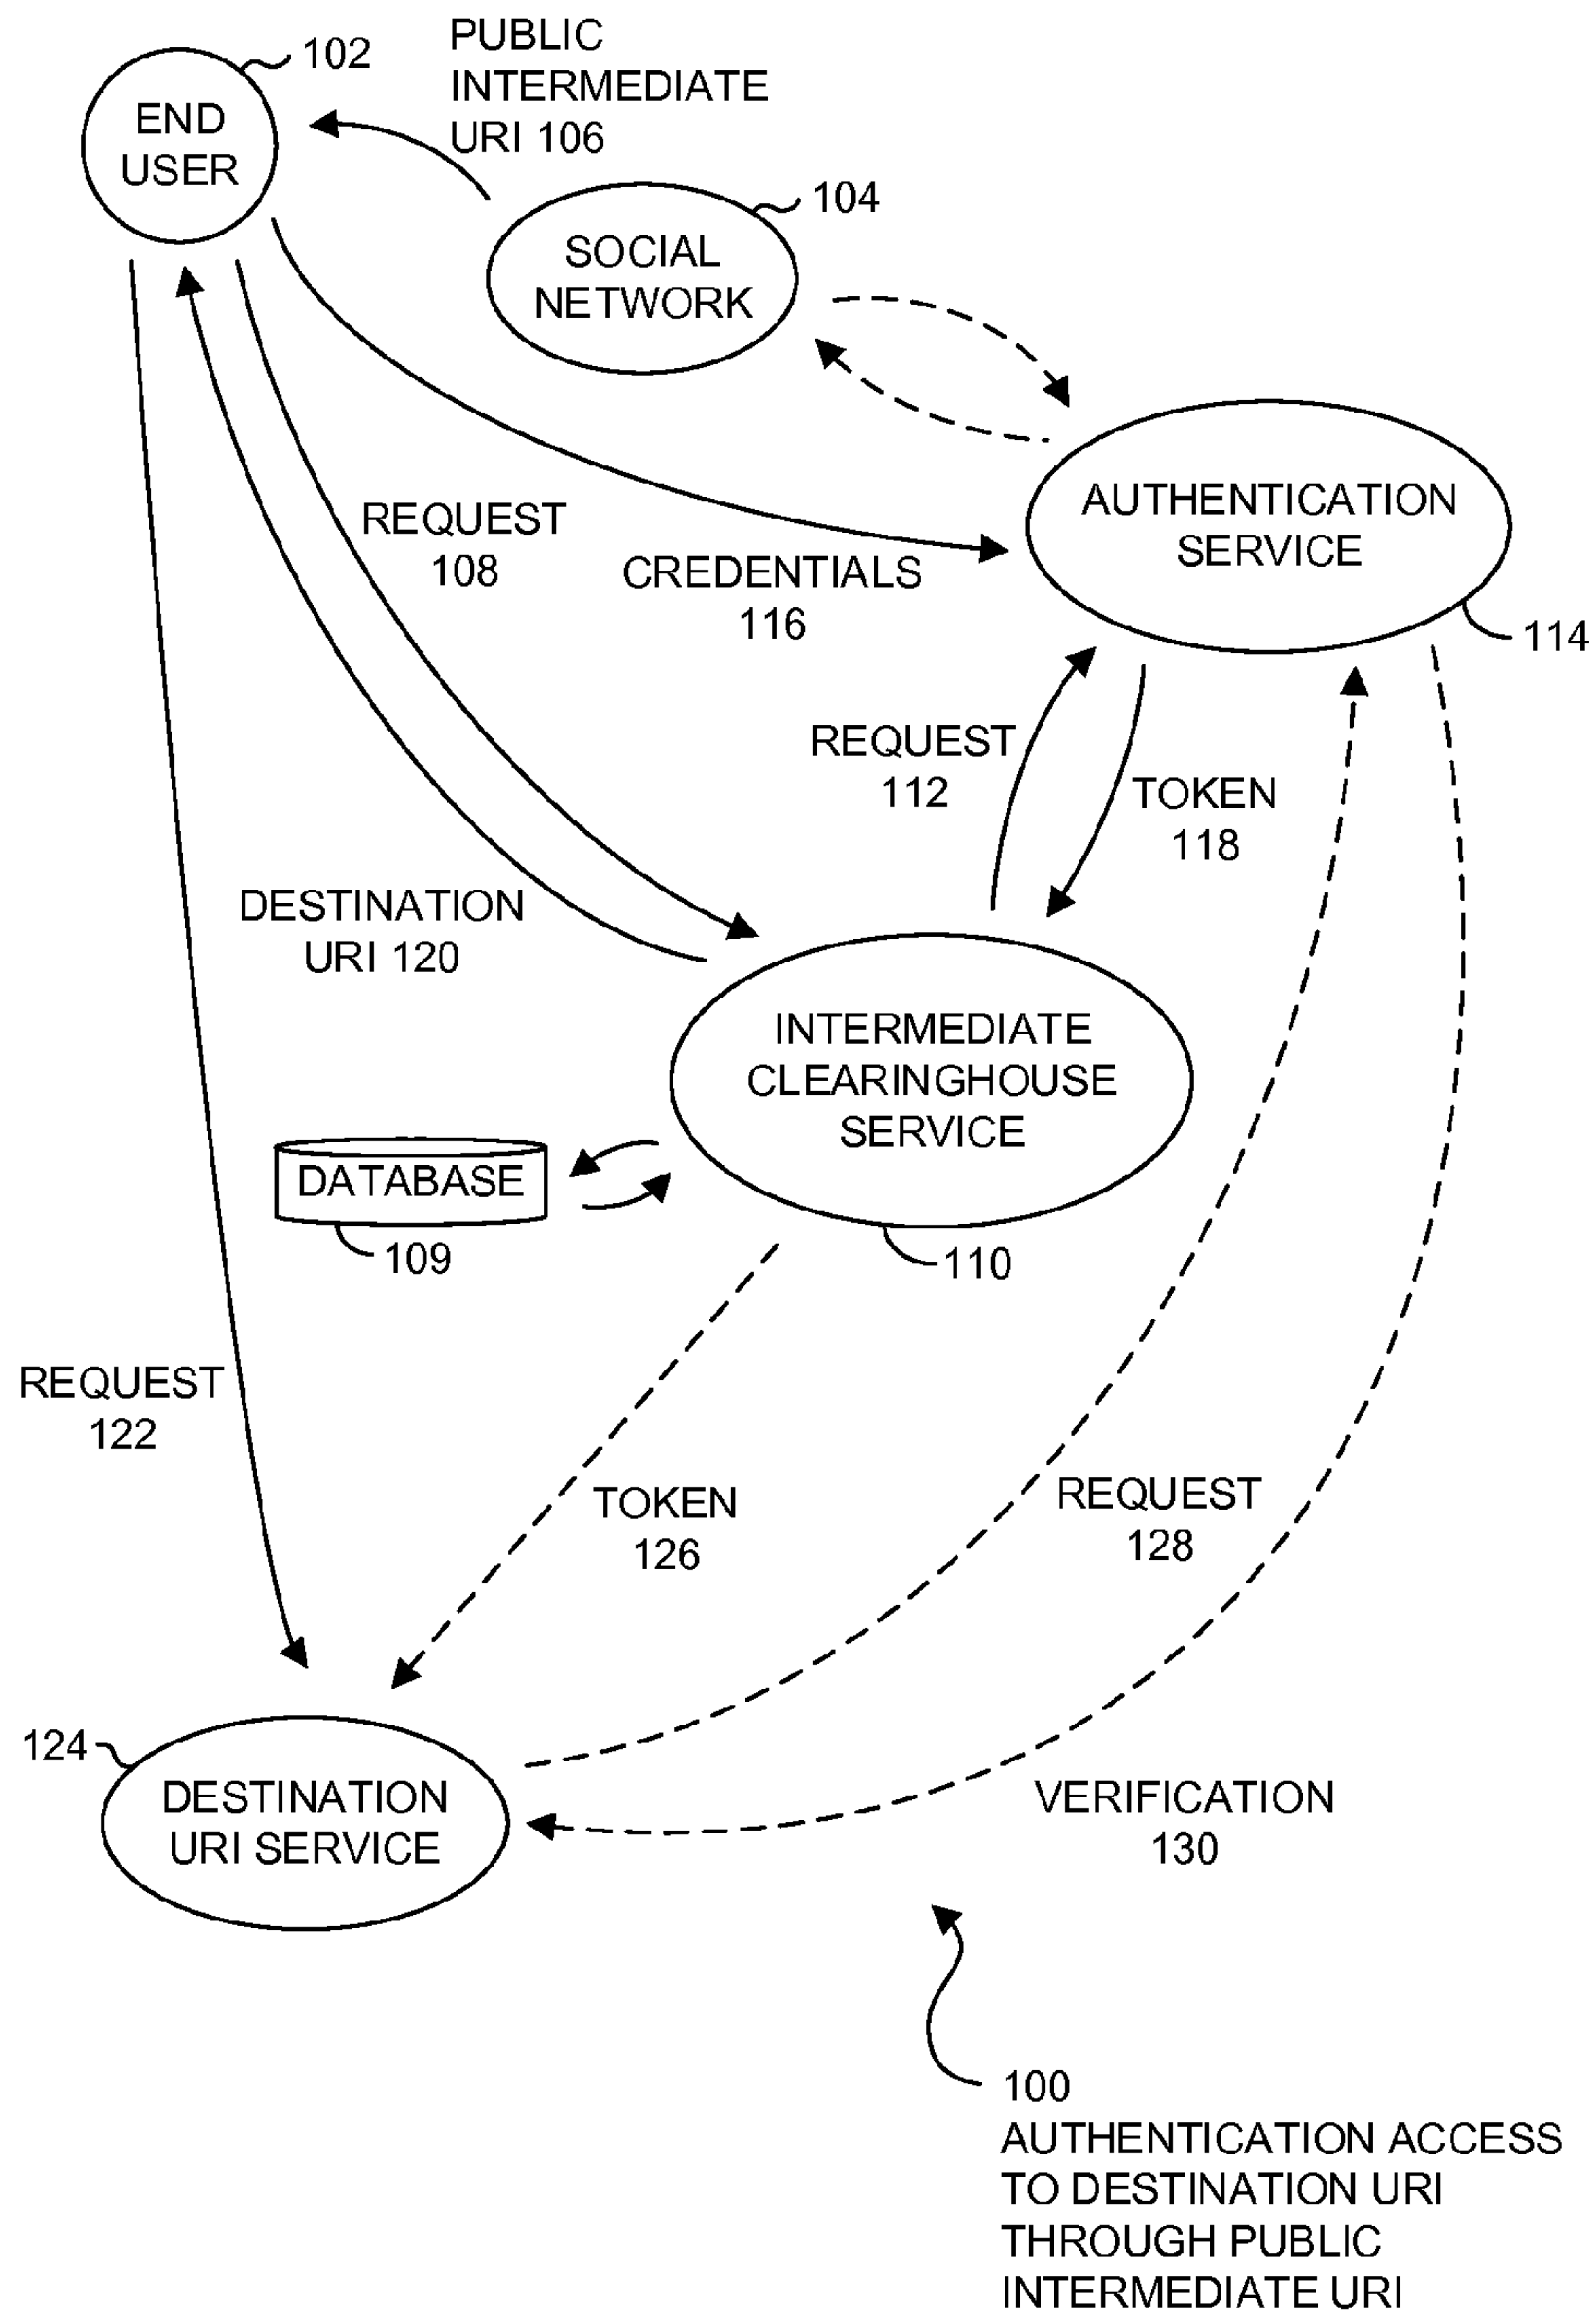 102
PUBLIC
INTERMEDIATE
URI 106
END
USER
104
SOCIAL
NETWORK
AUTHENTICATION
SERVICE
114
REQUEST
108
CREDENTIALS
116
REQUEST
112
TOKEN
118
DESTINATION
URI 120
INTERMEDIATE
CLEARINGHOUSE
SERVICE
110
DATABASE
109
REQUEST
122
TOKEN
126
REQUEST
128
124
DESTINATION
URI SERVICE
VERIFICATION
130
100
AUTHENTICATION ACCESS
TO DESTINATION URI
THROUGH PUBLIC
INTERMEDIATE URI